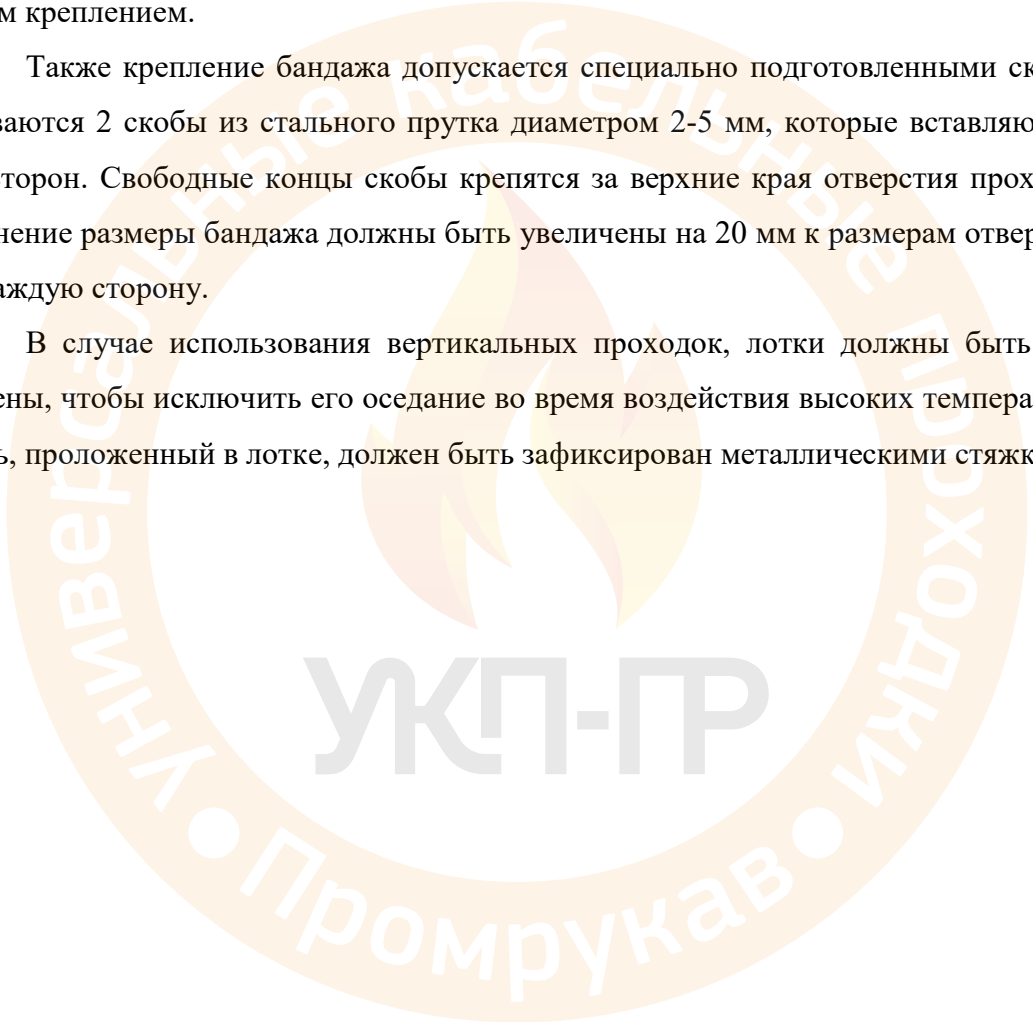 м креплением.
Также крепление бандажа допускается специально подготовленными ск
ваются 2 скобы из стального прутка диаметром 2-5 мм, которые вставляю
торон. Свободные концы скобы крепятся за верхние края отверстия прох
нение размеры бандажа должны быть увеличены на 20 мм к размерам отвер
аждую сторону.
В случае использования вертикальных проходок, лотки должны быть
ены, чтобы исключить его оседание во время воздействия высоких темпера
ь, проложенный в лотке, должен быть зафиксирован металлическими стяжк
Универсальные кабельные проходки
УКП-ГР
Промрукав